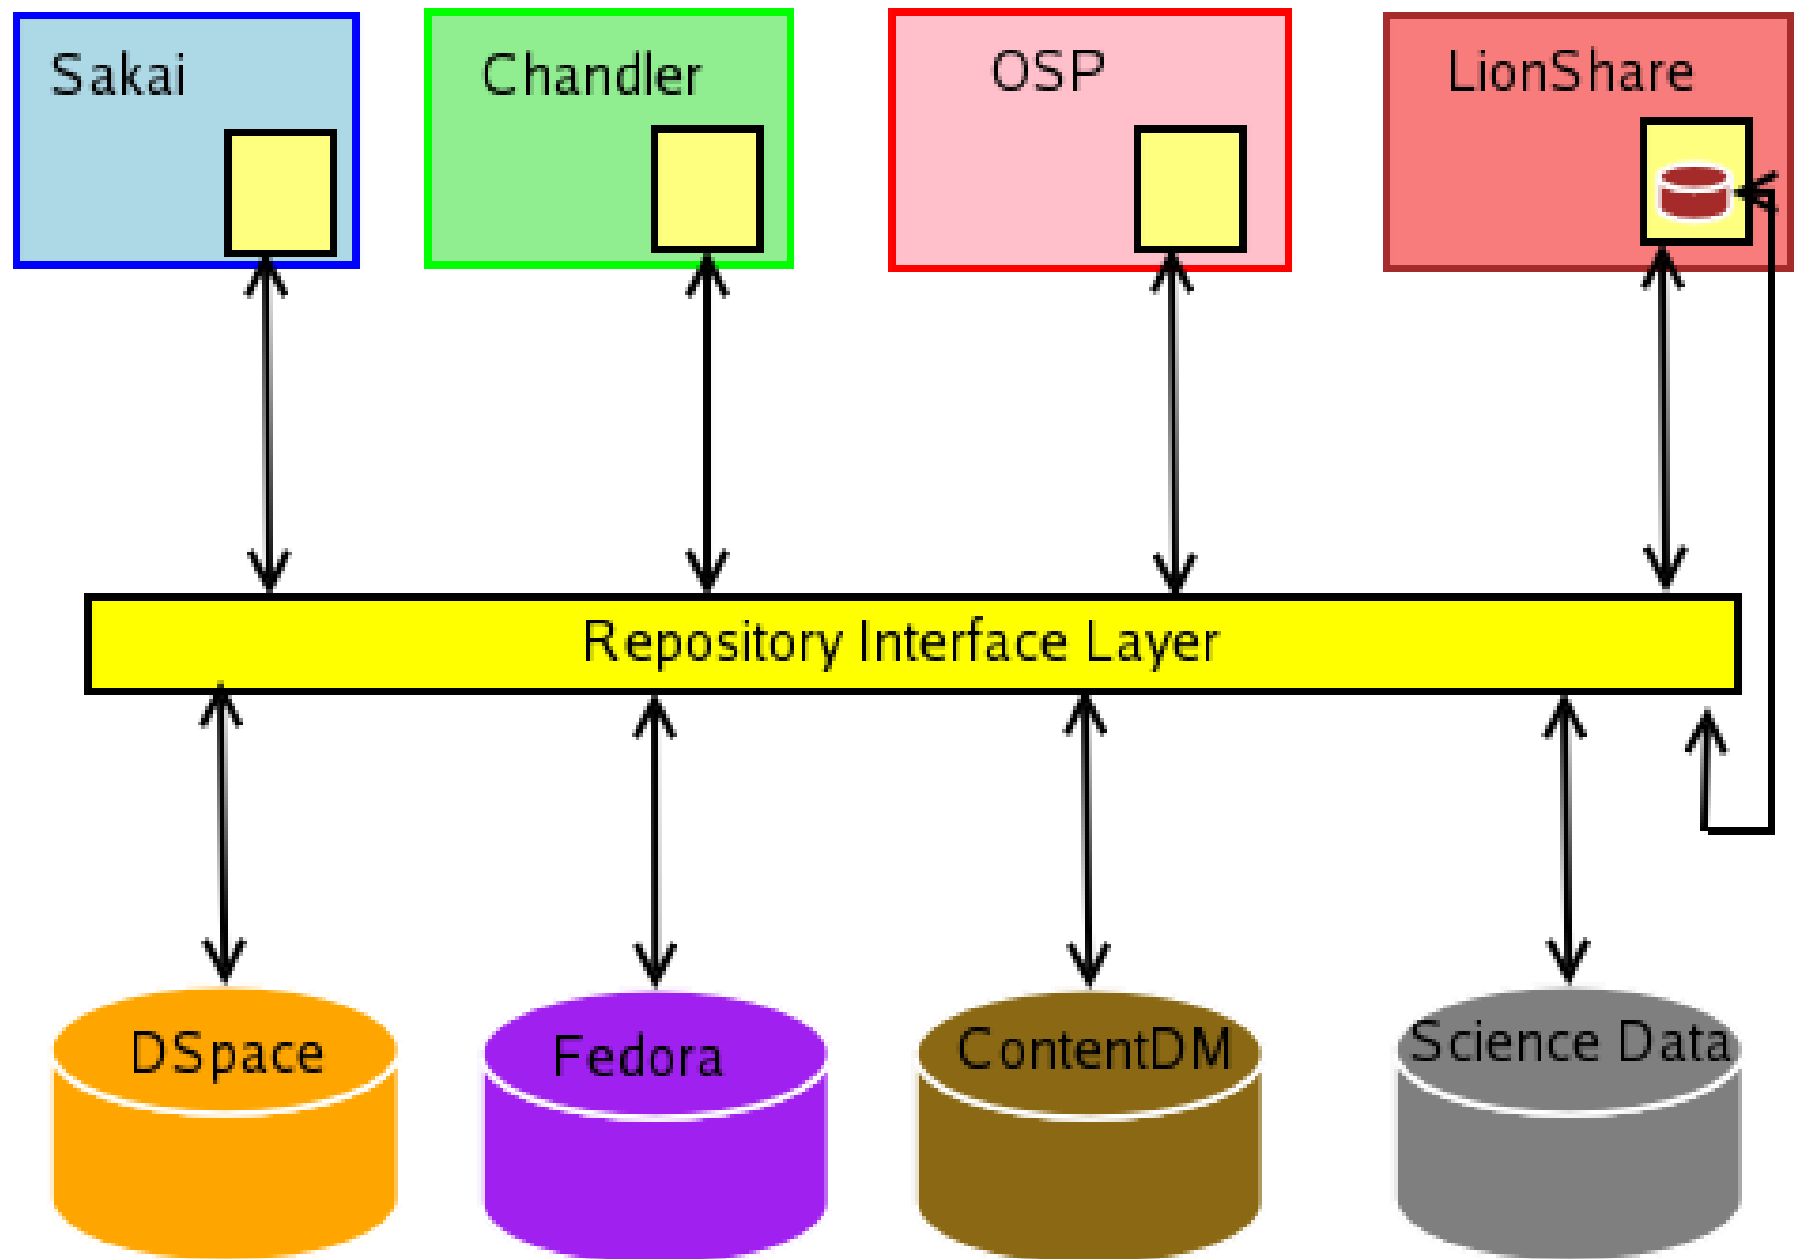 Sakai
Chandler
OSP
LionShare
Repository Interface Layer
DSpace
Fedora
ContentDM
Science Data